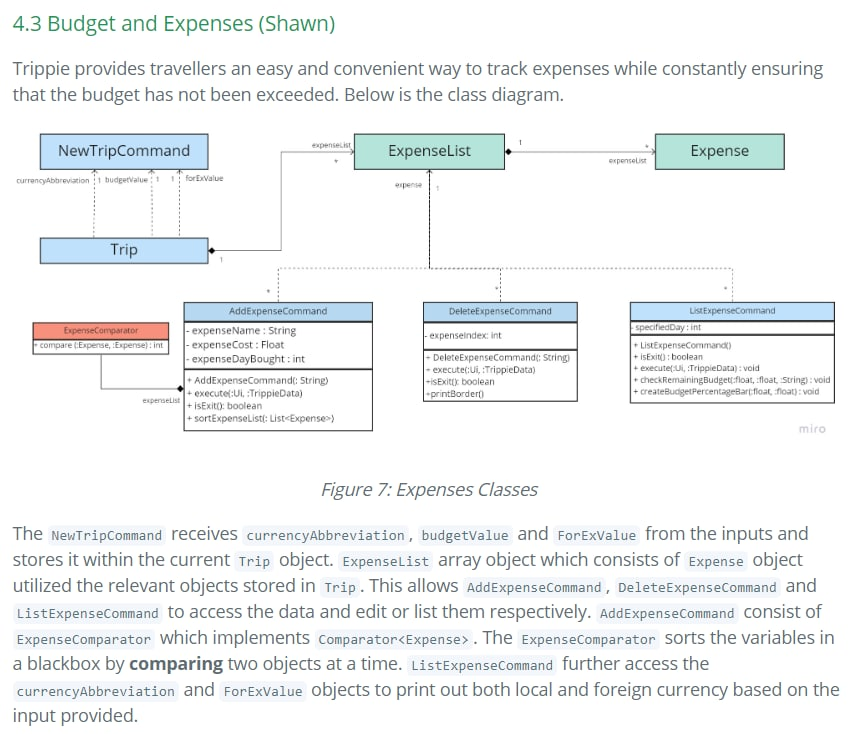 4.3 Budget and Expenses (Shawn)
Trippie provides travellers an easy and convenient way to track expenses while constantly ensuring
that the budget has not been exceeded. Below is the class diagram.
NewTripCommand
currencyAbbreviation
1
budgetValue
1
1
forExValue
Trip
1
expenseList
*
ExpenseList
1
*
expenseList
Expense
expense
1
*
*
*
ExpenseComparator
+ compare (:Expense, :Expense) : int
expenseList
AddExpenseCommand
- expenseName : String
- expenseCost : Float
- expenseDayBought : int
+ AddExpenseCommand(: String)
+ execute(:Ui, :TrippieData)
+ isExit(): boolean
+ sortExpenseList(: List<Expense>)
DeleteExpenseCommand
- expenseIndex: int
+ DeleteExpenseCommand(: String)
+ execute(:Ui, :TrippieData)
+isExit(): boolean
+printBorder()
ListExpenseCommand
- specifiedDay : int
+ ListExpenseCommand()
+ isExit() : boolean
+ execute(:Ui, :TrippieData) : void
+ checkRemainingBudget(:float, :float, :String) : void
+ createBudgetPercentageBar(:float, :float) : void
miro
Figure 7: Expenses Classes
The NewTripCommand receives currencyAbbreviation, budgetValue and ForExValue from the inputs and
stores it within the current Trip object. ExpenseList array object which consists of Expense object
utilized the relevant objects stored in Trip. This allows AddExpenseCommand, DeleteExpenseCommand and
ListExpenseCommand to access the data and edit or list them respectively. AddExpenseCommand consist of
ExpenseComparator which implements Comparator<Expense>. The ExpenseComparator sorts the variables in
a blackbox by comparing two objects at a time. ListExpenseCommand further access the
currencyAbbreviation and ForExValue objects to print out both local and foreign currency based on the
input provided.